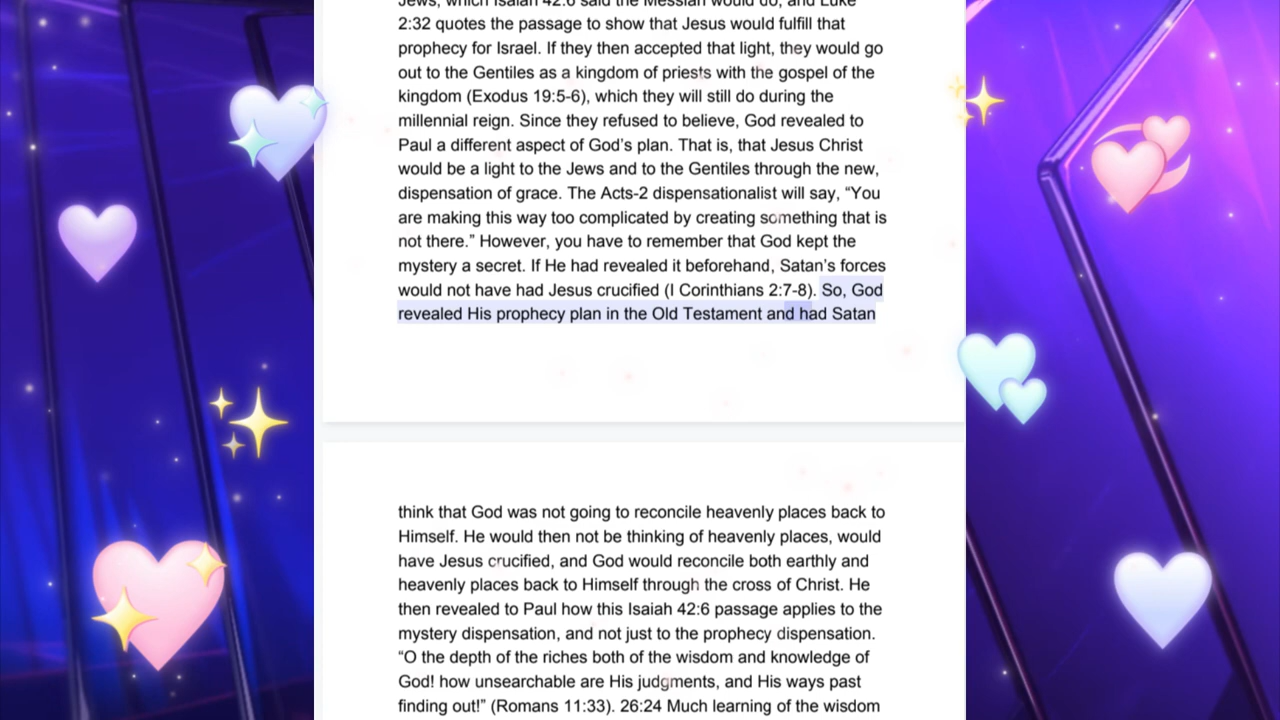 Jews, which Isaiah 42:6 said the Messiah would do, and Luke
2:32 quotes the passage to show that Jesus would fulfill that
prophecy for Israel. If they then accepted that light, they would go
out to the Gentiles as a kingdom of priests with the gospel of the
kingdom (Exodus 19:5-6), which they will still do during the
millennial reign. Since they refused to believe, God revealed to
Paul a different aspect of God’s plan. That is, that Jesus Christ
would be a light to the Jews and to the Gentiles through the new,
dispensation of grace. The Acts-2 dispensationalist will say, “You
are making this way too complicated by creating something that is
not there.” However, you have to remember that God kept the
mystery a secret. If He had revealed it beforehand, Satan’s forces
would not have had Jesus crucified (I Corinthians 2:7-8). So, God
revealed His prophecy plan in the Old Testament and had Satan
think that God was not going to reconcile heavenly places back to
Himself. He would then not be thinking of heavenly places, would
have Jesus crucified, and God would reconcile both earthly and
heavenly places back to Himself through the cross of Christ. He
then revealed to Paul how this Isaiah 42:6 passage applies to the
mystery dispensation, and not just to the prophecy dispensation.
“O the depth of the riches both of the wisdom and knowledge of
God! how unsearchable are His judgments, and His ways past
finding out!” (Romans 11:33). 26:24 Much learning of the wisdom